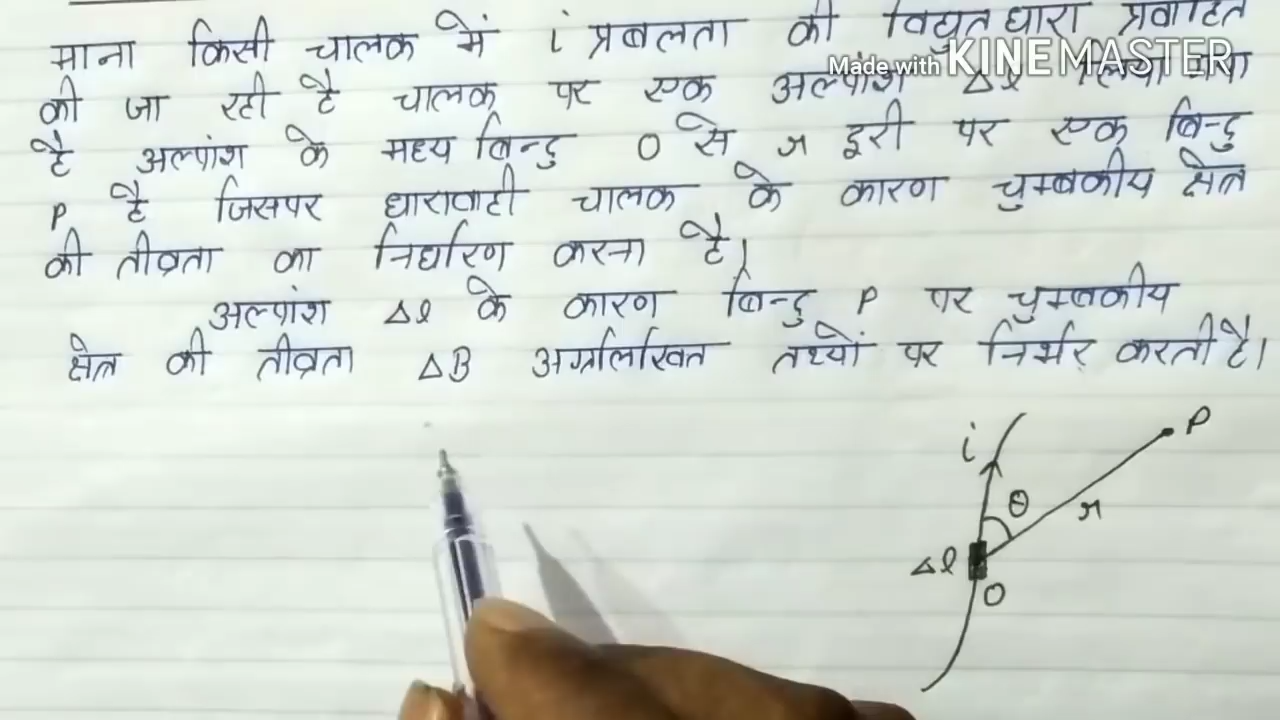 माना किसी चालक में i प्रबलता की विद्युत धारा प्रवाहित
Made with KINEMASTER
की जा रही है चालक पर एक अल्पांश Δl लिया गया
है अल्पांश के मध्य बिन्दु O से r दूरी पर एक बिन्दु
P है जिसपर धारावाही चालक के कारण चुम्बकीय क्षेत्र
की तीव्रता का निर्धारण करना है।
अल्पांश Δl के कारण बिन्दु P पर चुम्बकीय
क्षेत्र की तीव्रता ΔB अग्रलिखित तथ्यों पर निर्भर करती है।
i
P
θ
r
Δl
O